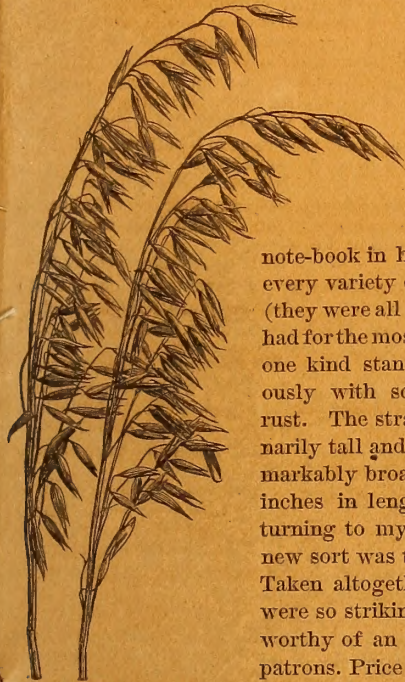 note-book in
every variety
(they were all
had for the mos
one kind stan
ously with so
rust. The stra
narily tall and
markably broa
inches in leng
turning to my
new sort was
Taken altoget
were so strikin
worthy of an
patrons. Price